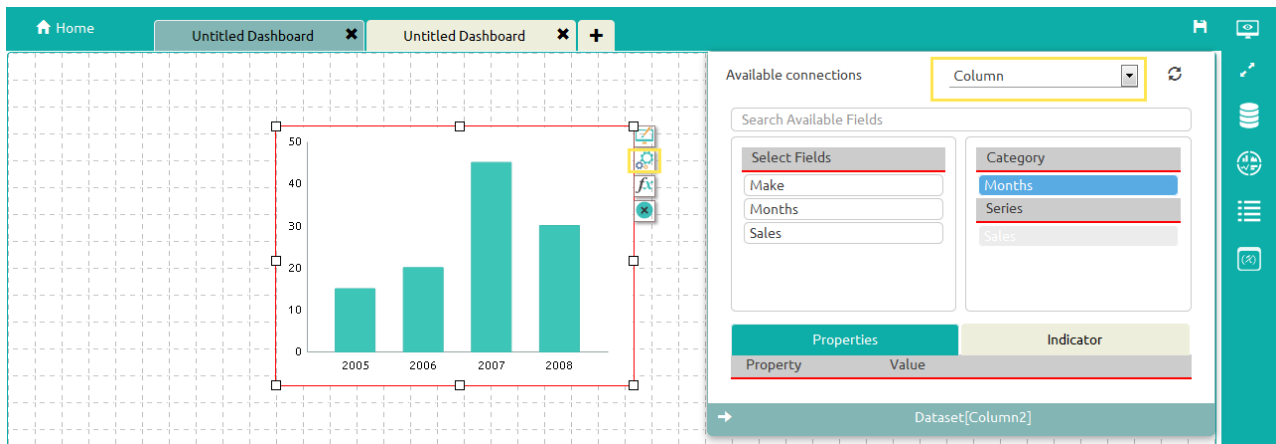 Home
Untitled Dashboard ✖
Untitled Dashboard ✖
+
Available connections
Column
Search Available Fields
Select Fields
Make
Months
Sales
Category
Months
Series
Sales
50
40
30
20
10
0
2005 2006 2007 2008
fx
Properties
Indicator
Property Value
Dataset[Column2]
(x)